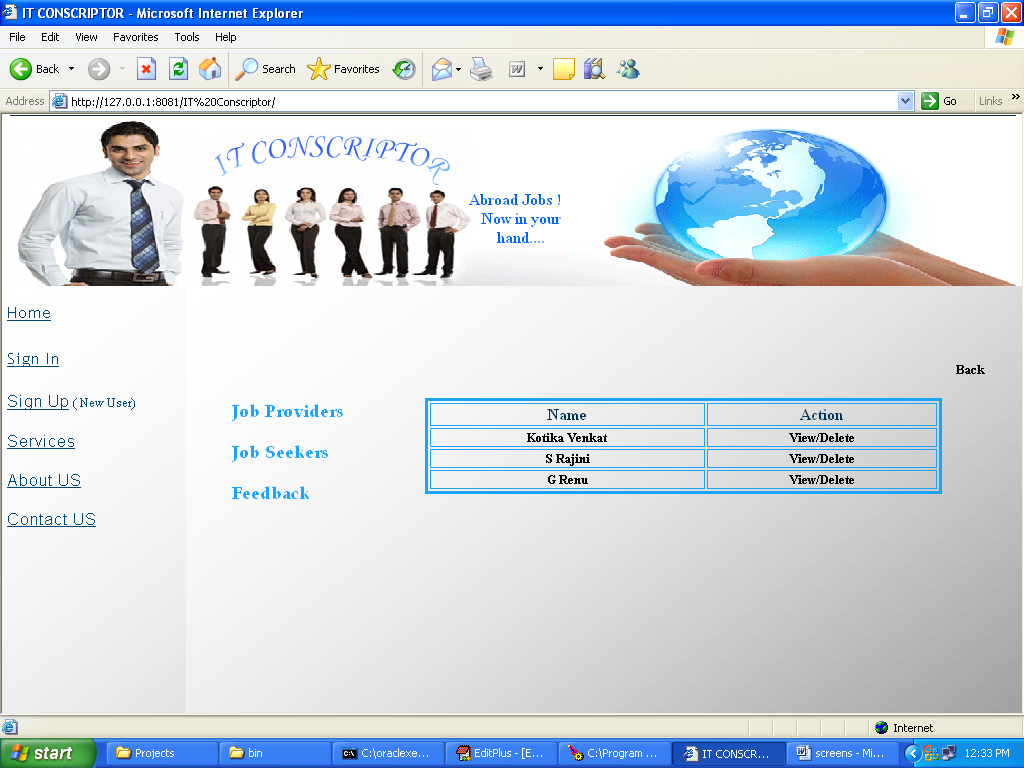 IT CONSCRIPTOR - Microsoft Internet Explorer
File Edit View Favorites Tools Help
Back Search Favorites
Address http://127.0.0.1:8081/IT%20Conscriptor/ Go Links »
IT CONSCRIPTOR
Abroad Jobs !
Now in your
hand....
Home
Sign In
Sign Up ( New User)
Services
About US
Contact US
Back
Job Providers
Job Seekers
Feedback
Name Action
Kotika Venkat View/Delete
S Rajini View/Delete
G Renu View/Delete
Internet
start Projects bin C:\oraclexe... EditPlus - [E... C:\Program ... IT CONSCR... screens - Mi... 12:33 PM